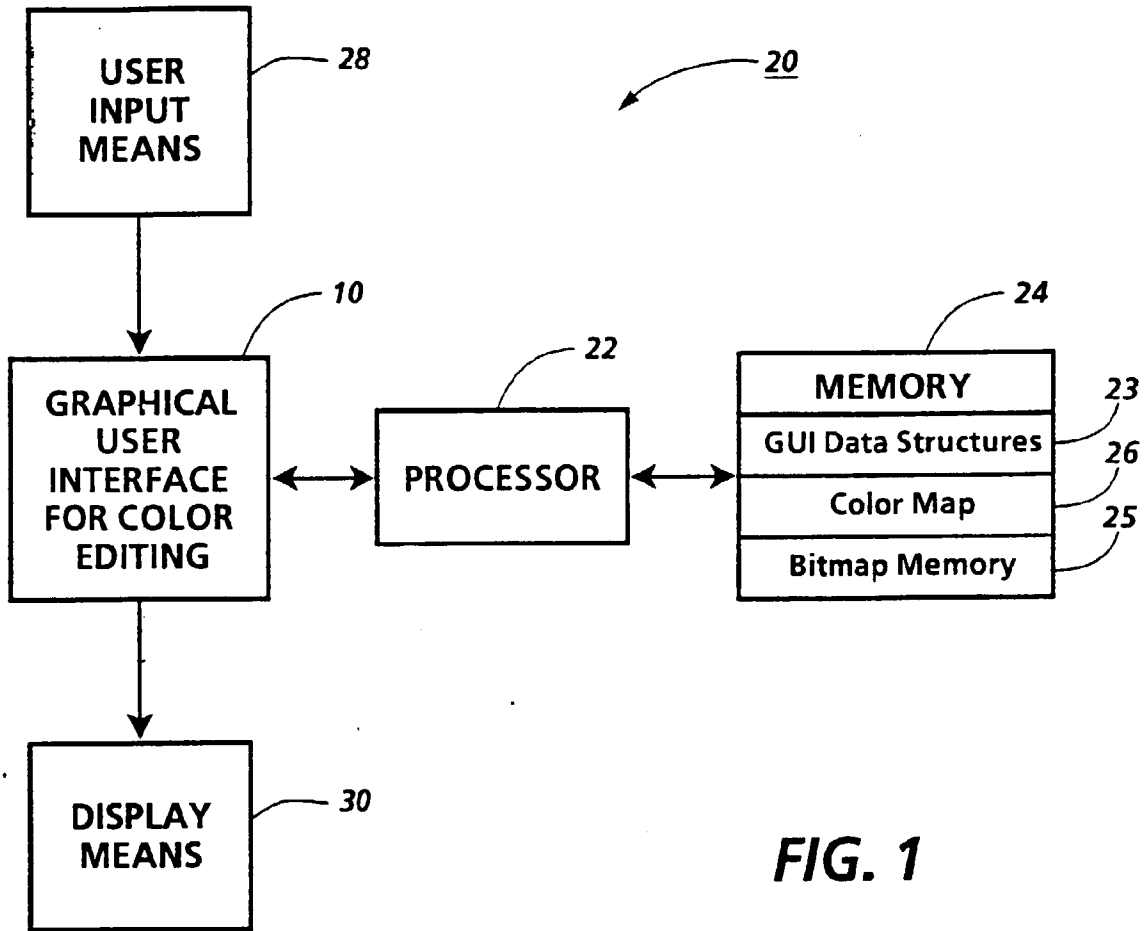 USER
INPUT
MEANS
28
20
10
GRAPHICAL
USER
INTERFACE
FOR COLOR
EDITING
22
PROCESSOR
24
MEMORY
23
GUI Data Structures
26
Color Map
25
Bitmap Memory
DISPLAY
MEANS
30
FIG. 1